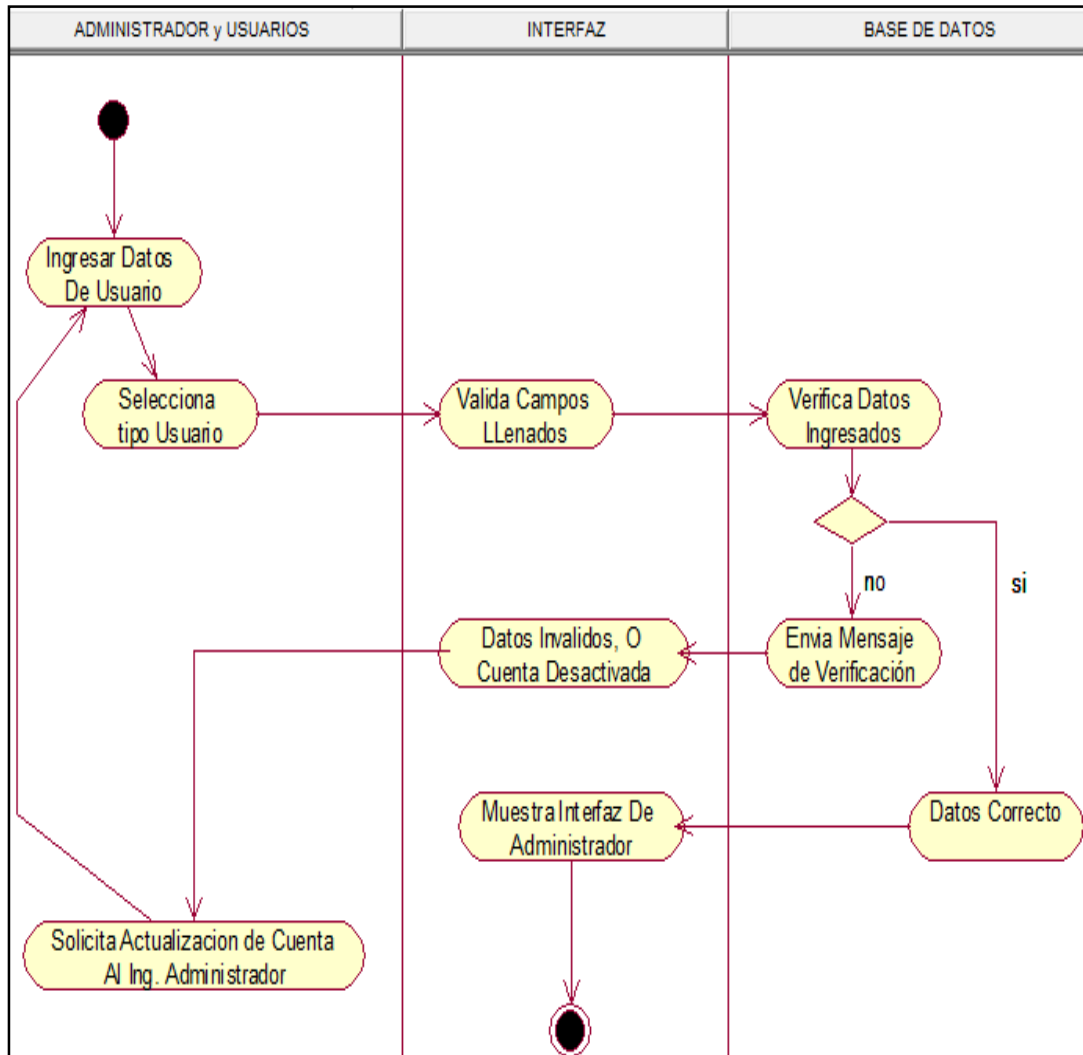 ADMINISTRADOR y USUARIOS
INTERFAZ
BASE DE DATOS
Ingresar Datos
De Usuario
Selecciona
tipo Usuario
Valida Campos
LLenados
Verifica Datos
Ingresados
no
si
Envia Mensaje
de Verificación
Datos Invalidos, O
Cuenta Desactivada
Datos Correcto
Muestra Interfaz De
Administrador
Solicita Actualizacion de Cuenta
Al Ing. Administrador